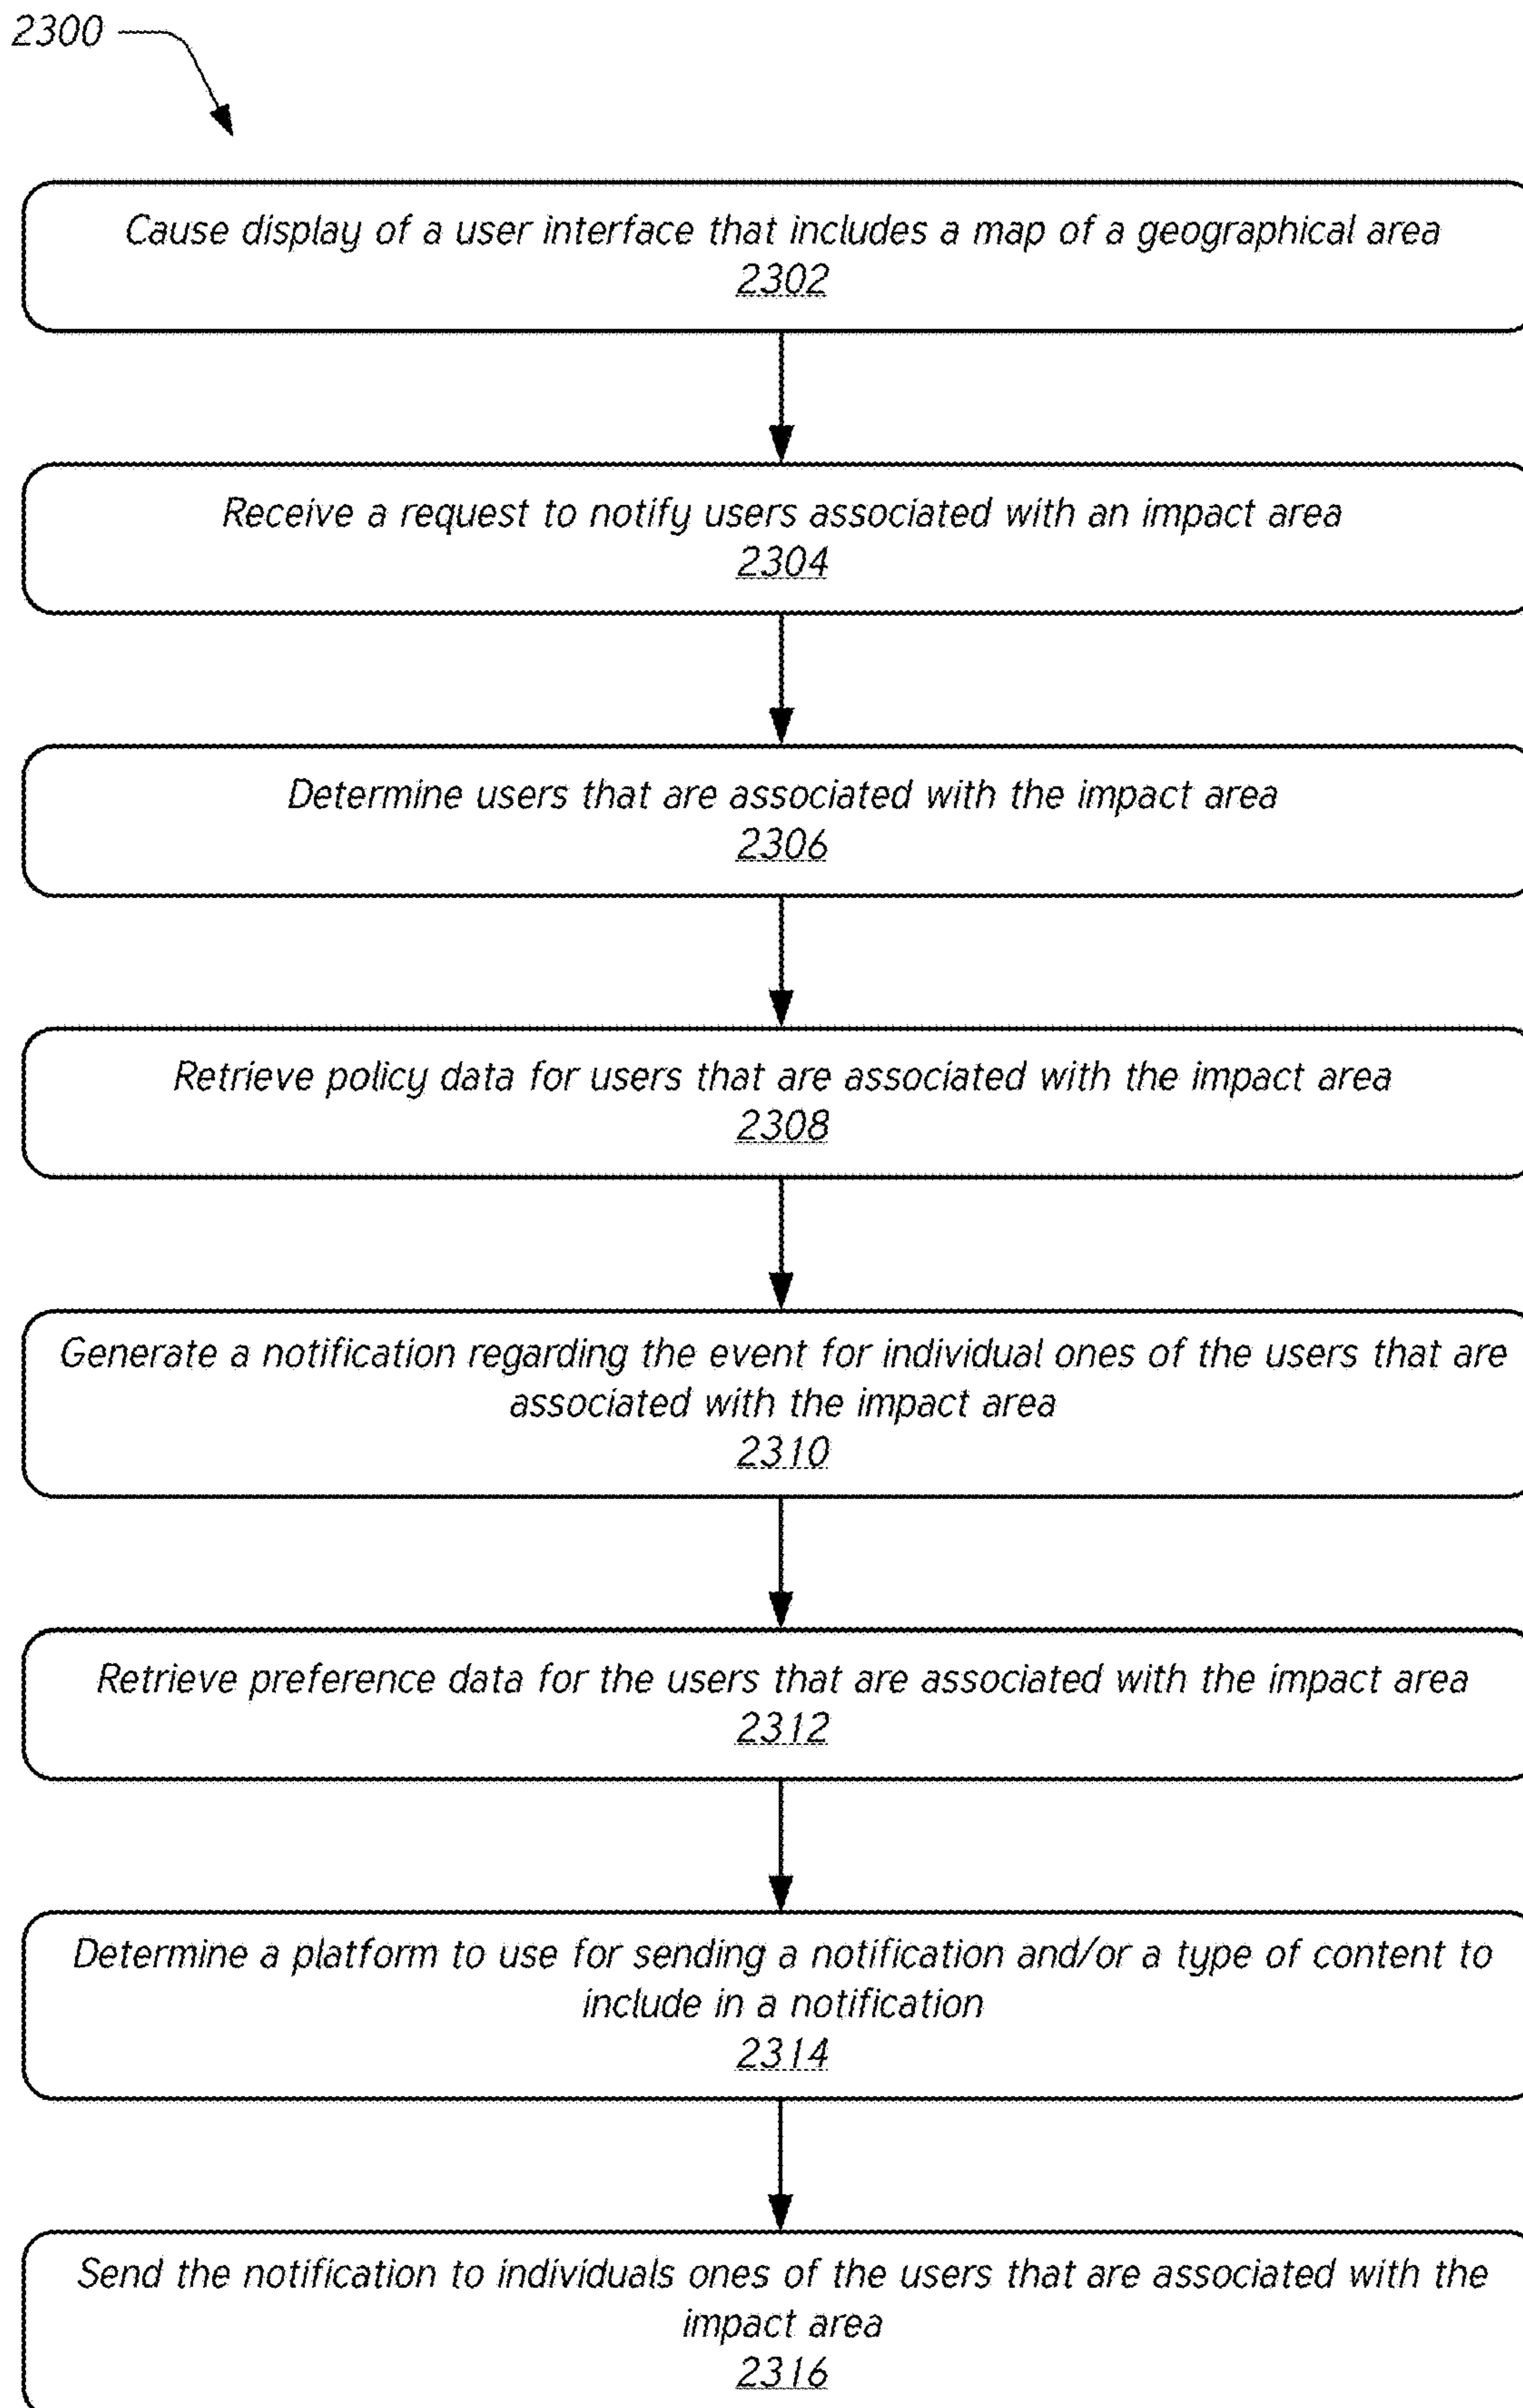 2300
Cause display of a user interface that includes a map of a geographical area
2302
Receive a request to notify users associated with an impact area
2304
Determine users that are associated with the impact area
2306
Retrieve policy data for users that are associated with the impact area
2308
Generate a notification regarding the event for individual ones of the users that are
associated with the impact area
2310
Retrieve preference data for the users that are associated with the impact area
2312
Determine a platform to use for sending a notification and/or a type of content to
include in a notification
2314
Send the notification to individuals ones of the users that are associated with the
impact area
2316